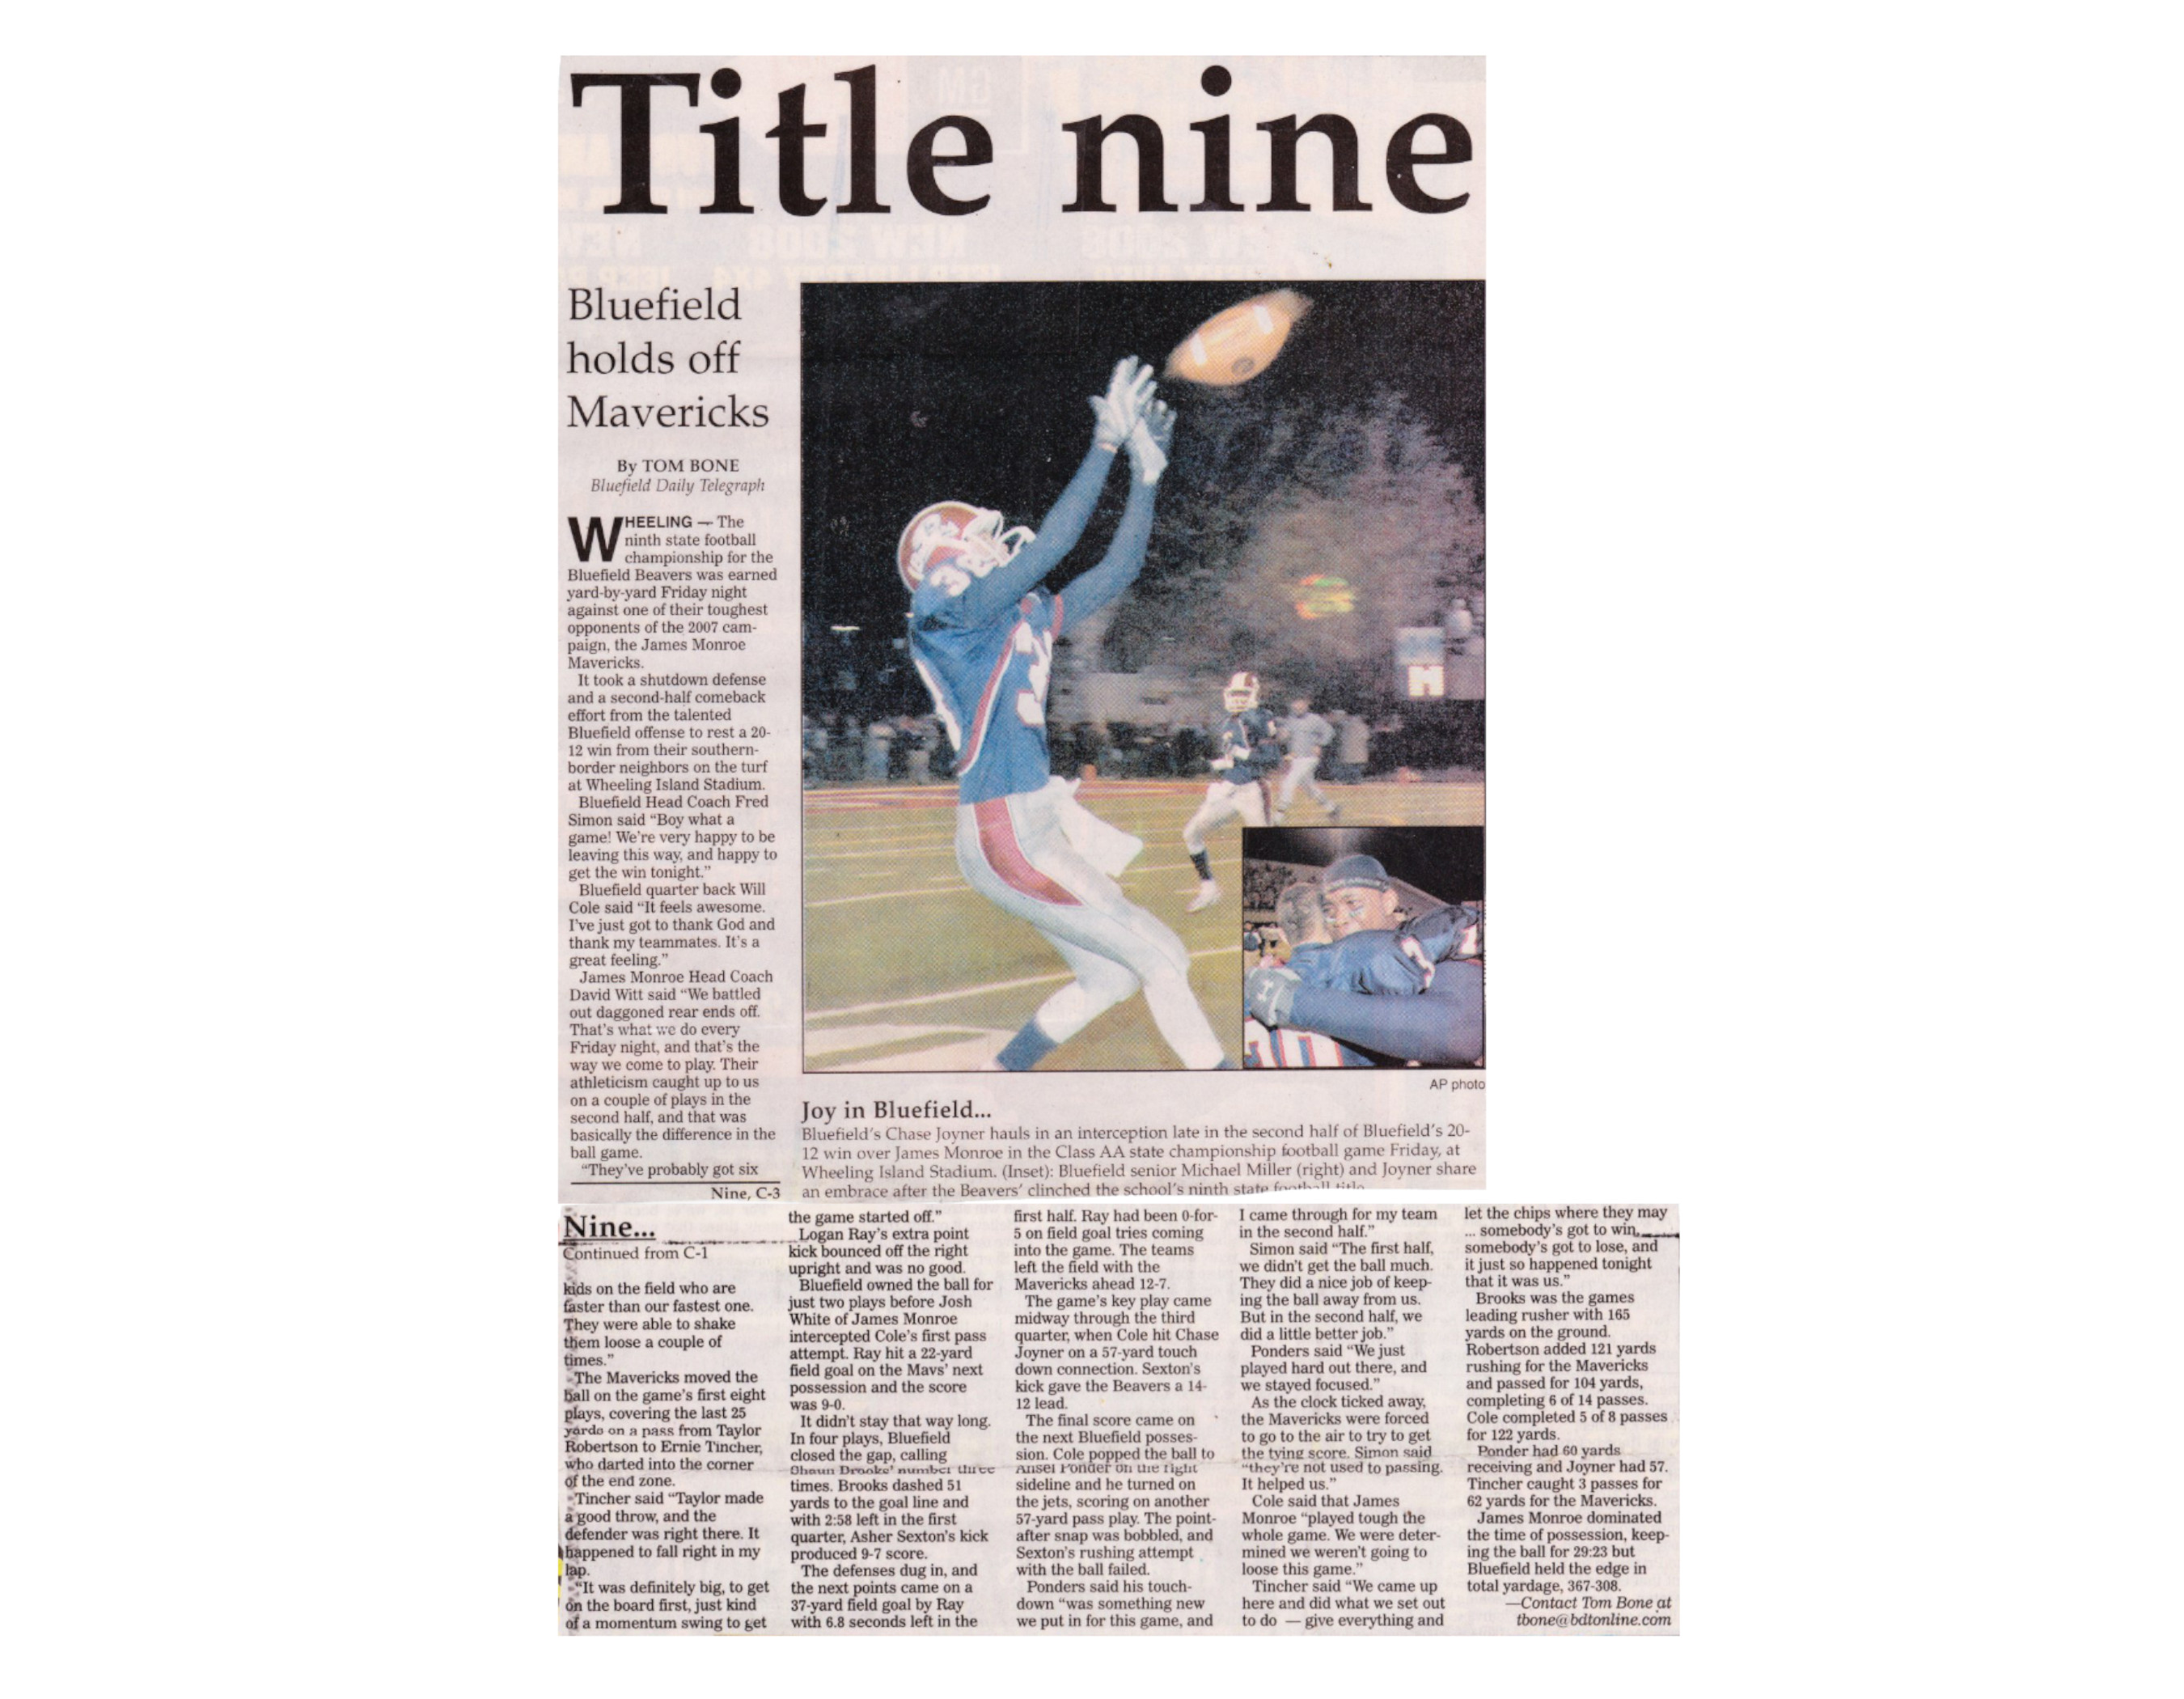 Title nine
Bluefield
holds off
Mavericks
By TOM BONE
Bluefield Daily Telegraph
WHEELING — The
ninth state football
championship for the
Bluefield Beavers was earned
yard-by-yard Friday night
against one of their toughest
opponents of the 2007 cam-
paign, the James Monroe
Mavericks.
It took a shutdown defense
and a second-half comeback
effort from the talented
Bluefield offense to rest a 20-
12 win from their southern-
border neighbors on the turf
at Wheeling Island Stadium.
Bluefield Head Coach Fred
Simon said “Boy what a
game! We’re very happy to be
leaving this way, and happy to
get the win tonight.”
Bluefield quarter back Will
Cole said “It feels awesome.
I’ve just got to thank God and
thank my teammates. It’s a
great feeling.”
James Monroe Head Coach
David Witt said “We battled
out daggoned rear ends off.
That’s what we do every
Friday night, and that’s the
way we come to play. Their
athleticism caught up to us
on a couple of plays in the
second half, and that was
basically the difference in the
ball game.
“They’ve probably got six
Nine, C-3
AP photo
Joy in Bluefield...
Bluefield’s Chase Joyner hauls in an interception late in the second half of Bluefield’s 20-
12 win over James Monroe in the Class AA state championship football game Friday, at
Wheeling Island Stadium. (Inset): Bluefield senior Michael Miller (right) and Joyner share
an embrace after the Beavers’ clinched the school’s ninth state football title
Nine...
Continued from C-1
kids on the field who are
faster than our fastest one.
They were able to shake
them loose a couple of
times.”
The Mavericks moved the
ball on the game’s first eight
plays, covering the last 25
yards on a pass from Taylor
Robertson to Ernie Tincher,
who darted into the corner
of the end zone.
Tincher said “Taylor made
a good throw, and the
defender was right there. It
happened to fall right in my
lap.
“It was definitely big, to get
on the board first, just kind
of a momentum swing to get
the game started off.”
Logan Ray’s extra point
kick bounced off the right
upright and was no good.
Bluefield owned the ball for
just two plays before Josh
White of James Monroe
intercepted Cole’s first pass
attempt. Ray hit a 22-yard
field goal on the Mavs’ next
possession and the score
was 9-0.
It didn’t stay that way long.
In four plays, Bluefield
closed the gap, calling
Shaun Brooks’ number three
times. Brooks dashed 51
yards to the goal line and
with 2:58 left in the first
quarter, Asher Sexton’s kick
produced 9-7 score.
The defenses dug in, and
the next points came on a
37-yard field goal by Ray
with 6.8 seconds left in the
first half. Ray had been 0-for-
5 on field goal tries coming
into the game. The teams
left the field with the
Mavericks ahead 12-7.
The game’s key play came
midway through the third
quarter, when Cole hit Chase
Joyner on a 57-yard touch
down connection. Sexton’s
kick gave the Beavers a 14-
12 lead.
The final score came on
the next Bluefield posses-
sion. Cole popped the ball to
Ansel Ponder on the right
sideline and he turned on
the jets, scoring on another
57-yard pass play. The point-
after snap was bobbled, and
Sexton’s rushing attempt
with the ball failed.
Ponders said his touch-
down “was something new
we put in for this game, and
I came through for my team
in the second half.”
Simon said “The first half,
we didn’t get the ball much.
They did a nice job of keep-
ing the ball away from us.
But in the second half, we
did a little better job.”
Ponders said “We just
played hard out there, and
we stayed focused.”
As the clock ticked away,
the Mavericks were forced
to go to the air to try to get
the tying score. Simon said
“they’re not used to passing.
It helped us.”
Cole said that James
Monroe “played tough the
whole game. We were deter-
mined we weren’t going to
loose this game.”
Tincher said “We came up
here and did what we set out
to do — give everything and
let the chips where they may
... somebody’s got to win,
somebody’s got to lose, and
it just so happened tonight
that it was us.”
Brooks was the games
leading rusher with 165
yards on the ground.
Robertson added 121 yards
rushing for the Mavericks
and passed for 104 yards,
completing 6 of 14 passes.
Cole completed 5 of 8 passes
for 122 yards.
Ponder had 60 yards
receiving and Joyner had 57.
Tincher caught 3 passes for
62 yards for the Mavericks.
James Monroe dominated
the time of possession, keep-
ing the ball for 29:23 but
Bluefield held the edge in
total yardage, 367-308.
—Contact Tom Bone at
tbone@bdtonline.com